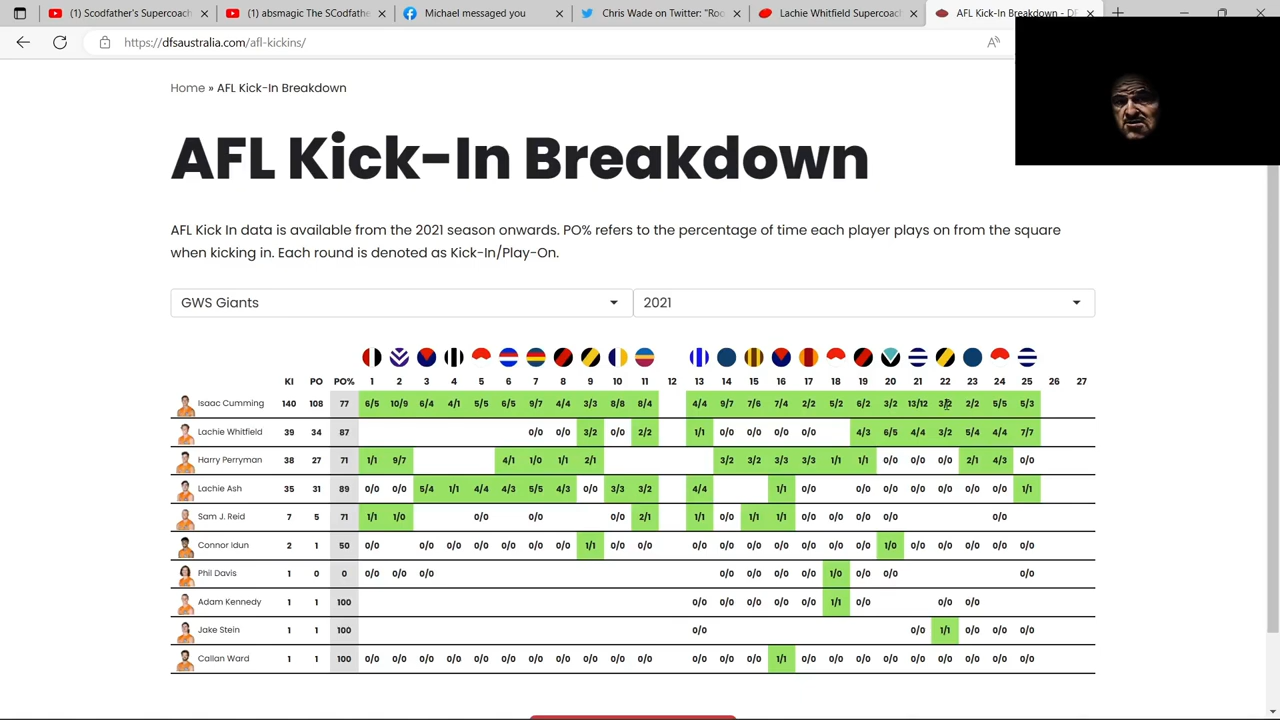 (1) Scodfather's Supercoach
(1) absmagic The SCodfathe
Michael messaged you
Chris Wade on Twitter: "Roo
Lachie Whitfield Supercoach
AFL Kick-In Breakdown - DF
https://dfsaustralia.com/afl-kickins/
Home » AFL Kick-In Breakdown
AFL Kick-In Breakdown
AFL Kick In data is available from the 2021 season onwards. PO% refers to the percentage of time each player plays on from the square
when kicking in. Each round is denoted as Kick-In/Play-On.
GWS Giants 2021
KI PO PO% 1 2 3 4 5 6 7 8 9 10 11 12 13 14 15 16 17 18 19 20 21 22 23 24 25 26 27
Isaac Cumming 140 108 77 6/5 10/9 6/4 4/1 5/5 6/5 9/7 4/4 3/3 8/8 8/4 4/4 9/7 7/6 7/4 2/2 5/2 6/2 3/2 13/12 3/2 2/2 5/5 5/3
Lachie Whitfield 39 34 87 0/0 0/0 3/2 0/0 2/2 1/1 0/0 0/0 0/0 0/0 4/3 6/5 4/4 3/2 5/4 4/4 7/7
Harry Perryman 38 27 71 1/1 9/7 4/1 1/0 1/1 2/1 3/2 3/2 3/3 3/3 1/1 1/1 0/0 0/0 0/0 2/1 4/3 0/0
Lachie Ash 35 31 89 0/0 0/0 5/4 1/1 4/4 4/3 5/5 4/3 0/0 3/3 3/2 4/4 1/1 0/0 0/0 0/0 0/0 0/0 0/0 0/0 1/1
Sam J. Reid 7 5 71 1/1 1/0 0/0 0/0 0/0 2/1 1/1 0/0 1/1 1/1 0/0 0/0 0/0 0/0 0/0
Connor Idun 2 1 50 0/0 0/0 0/0 0/0 0/0 0/0 0/0 1/1 0/0 0/0 0/0 0/0 0/0 0/0 0/0 0/0 0/0 1/0 0/0 0/0 0/0 0/0 0/0
Phil Davis 1 0 0 0/0 0/0 0/0 0/0 0/0 0/0 0/0 1/0 0/0 0/0 0/0
Adam Kennedy 1 1 100 0/0 0/0 0/0 0/0 0/0 1/1 0/0 0/0 0/0
Jake Stein 1 1 100 0/0 0/0 1/1 0/0 0/0 0/0
Callan Ward 1 1 100 0/0 0/0 0/0 0/0 0/0 0/0 0/0 0/0 0/0 0/0 0/0 0/0 0/0 0/0 1/1 0/0 0/0 0/0 0/0 0/0 0/0 0/0 0/0 0/0